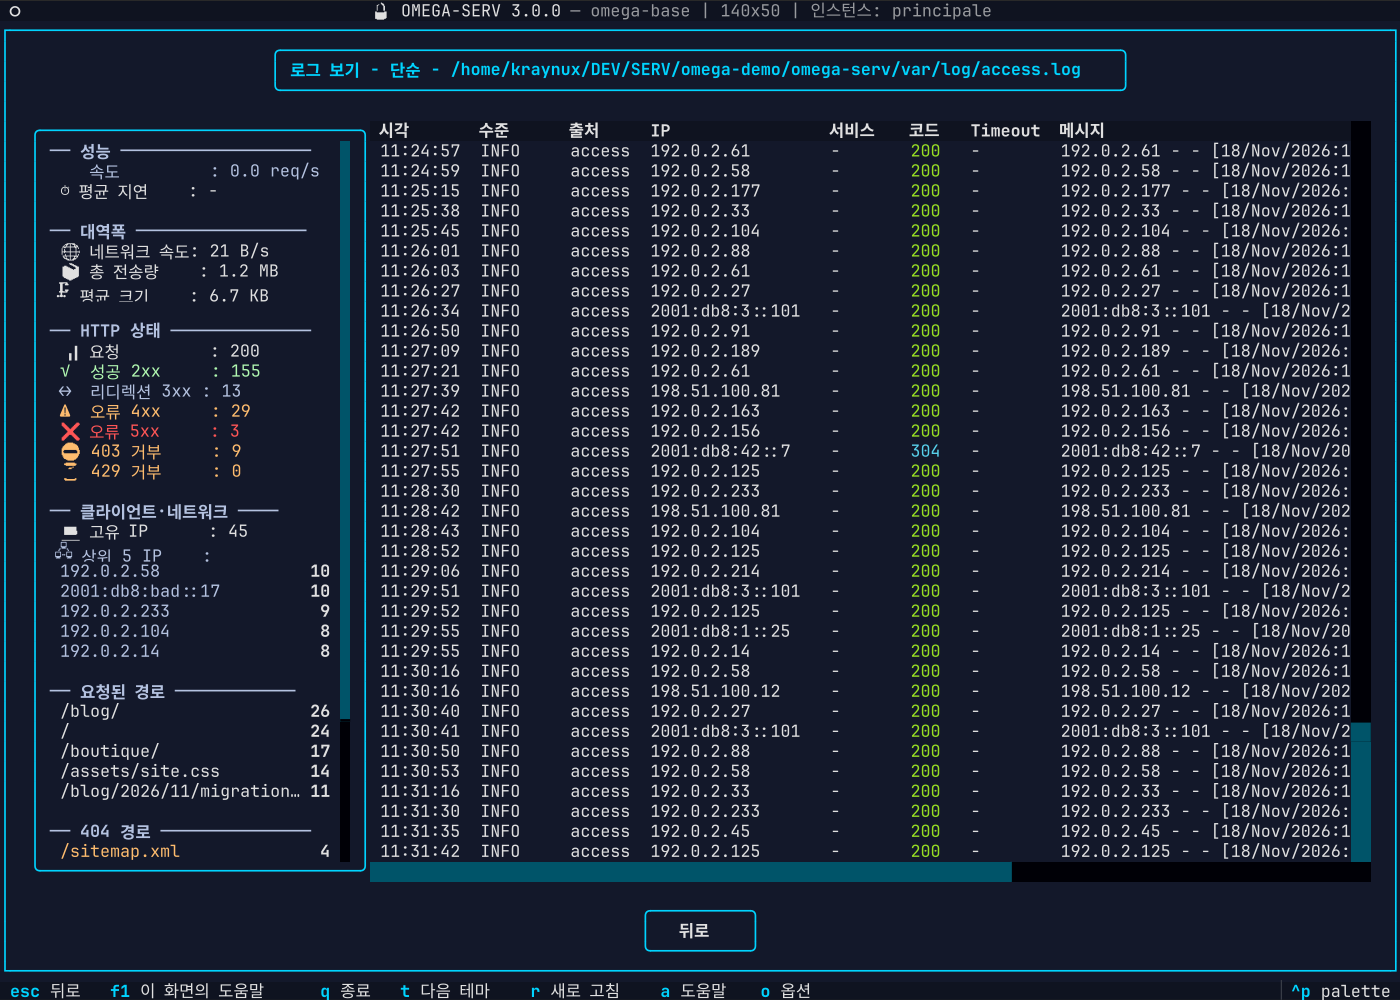 OMEGA-SERV 3.0.0 — omega-base | 140x50 | 인스턴스: principale
로그 보기 - 단순 - /home/kraynux/DEV/SERV/omega-demo/omega-serv/var/log/access.log
성능
속도 : 0.0 req/s
평균 지연 : -
대역폭
네트워크 속도: 21 B/s
총 전송량 : 1.2 MB
평균 크기 : 6.7 KB
HTTP 상태
요청 : 200
√ 성공 2xx : 155
↔ 리디렉션 3xx : 13
⚠ 오류 4xx : 29
❌ 오류 5xx : 3
403 거부 : 9
429 거부 : 0
클라이언트·네트워크
고유 IP : 45
상위 5 IP :
192.0.2.58 10
2001:db8:bad::17 10
192.0.2.233 9
192.0.2.104 8
192.0.2.14 8
요청된 경로
/blog/ 26
/ 24
/boutique/ 17
/assets/site.css 14
/blog/2026/11/migration… 11
404 경로
/sitemap.xml 4
시각 수준 출처 IP 서비스 코드 Timeout 메시지
11:24:57 INFO access 192.0.2.61 - 200 - 192.0.2.61 - - [18/Nov/2026:1
11:24:59 INFO access 192.0.2.58 - 200 - 192.0.2.58 - - [18/Nov/2026:1
11:25:15 INFO access 192.0.2.177 - 200 - 192.0.2.177 - - [18/Nov/2026:
11:25:38 INFO access 192.0.2.33 - 200 - 192.0.2.33 - - [18/Nov/2026:1
11:25:45 INFO access 192.0.2.104 - 200 - 192.0.2.104 - - [18/Nov/2026:
11:26:01 INFO access 192.0.2.88 - 200 - 192.0.2.88 - - [18/Nov/2026:1
11:26:03 INFO access 192.0.2.61 - 200 - 192.0.2.61 - - [18/Nov/2026:1
11:26:27 INFO access 192.0.2.27 - 200 - 192.0.2.27 - - [18/Nov/2026:1
11:26:34 INFO access 2001:db8:3::101 - 200 - 2001:db8:3::101 - - [18/Nov/2
11:26:50 INFO access 192.0.2.91 - 200 - 192.0.2.91 - - [18/Nov/2026:1
11:27:09 INFO access 192.0.2.189 - 200 - 192.0.2.189 - - [18/Nov/2026:
11:27:21 INFO access 192.0.2.61 - 200 - 192.0.2.61 - - [18/Nov/2026:1
11:27:39 INFO access 198.51.100.81 - 200 - 198.51.100.81 - - [18/Nov/202
11:27:42 INFO access 192.0.2.163 - 200 - 192.0.2.163 - - [18/Nov/2026:
11:27:42 INFO access 192.0.2.156 - 200 - 192.0.2.156 - - [18/Nov/2026:
11:27:51 INFO access 2001:db8:42::7 - 304 - 2001:db8:42::7 - - [18/Nov/20
11:27:55 INFO access 192.0.2.125 - 200 - 192.0.2.125 - - [18/Nov/2026:
11:28:30 INFO access 192.0.2.233 - 200 - 192.0.2.233 - - [18/Nov/2026:
11:28:42 INFO access 198.51.100.81 - 200 - 198.51.100.81 - - [18/Nov/202
11:28:43 INFO access 192.0.2.104 - 200 - 192.0.2.104 - - [18/Nov/2026:
11:28:52 INFO access 192.0.2.125 - 200 - 192.0.2.125 - - [18/Nov/2026:
11:29:06 INFO access 192.0.2.214 - 200 - 192.0.2.214 - - [18/Nov/2026:
11:29:51 INFO access 2001:db8:3::101 - 200 - 2001:db8:3::101 - - [18/Nov/2
11:29:52 INFO access 192.0.2.125 - 200 - 192.0.2.125 - - [18/Nov/2026:
11:29:55 INFO access 2001:db8:1::25 - 200 - 2001:db8:1::25 - - [18/Nov/20
11:29:55 INFO access 192.0.2.14 - 200 - 192.0.2.14 - - [18/Nov/2026:1
11:30:16 INFO access 192.0.2.58 - 200 - 192.0.2.58 - - [18/Nov/2026:1
11:30:16 INFO access 198.51.100.12 - 200 - 198.51.100.12 - - [18/Nov/202
11:30:40 INFO access 192.0.2.27 - 200 - 192.0.2.27 - - [18/Nov/2026:1
11:30:41 INFO access 2001:db8:3::101 - 200 - 2001:db8:3::101 - - [18/Nov/2
11:30:50 INFO access 192.0.2.88 - 200 - 192.0.2.88 - - [18/Nov/2026:1
11:30:53 INFO access 192.0.2.58 - 200 - 192.0.2.58 - - [18/Nov/2026:1
11:31:16 INFO access 192.0.2.33 - 200 - 192.0.2.33 - - [18/Nov/2026:1
11:31:30 INFO access 192.0.2.233 - 200 - 192.0.2.233 - - [18/Nov/2026:
11:31:35 INFO access 192.0.2.45 - 200 - 192.0.2.45 - - [18/Nov/2026:1
11:31:42 INFO access 192.0.2.125 - 200 - 192.0.2.125 - - [18/Nov/2026:
뒤로
esc 뒤로 f1 이 화면의 도움말 q 종료 t 다음 테마 r 새로 고침 a 도움말 o 옵션 ^p palette